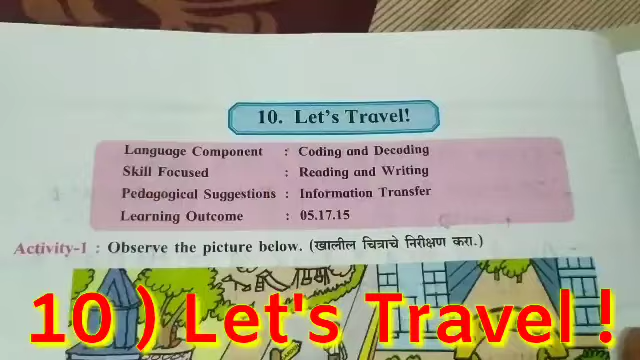 10. Let's Travel!
Language Component : Coding and Decoding
Skill Focused : Reading and Writing
Pedagogical Suggestions : Information Transfer
Learning Outcome : 05.17.15
Activity-I : Observe the picture below. (खालील चित्राचे निरीक्षण करा.)
10 ) Let's Travel !